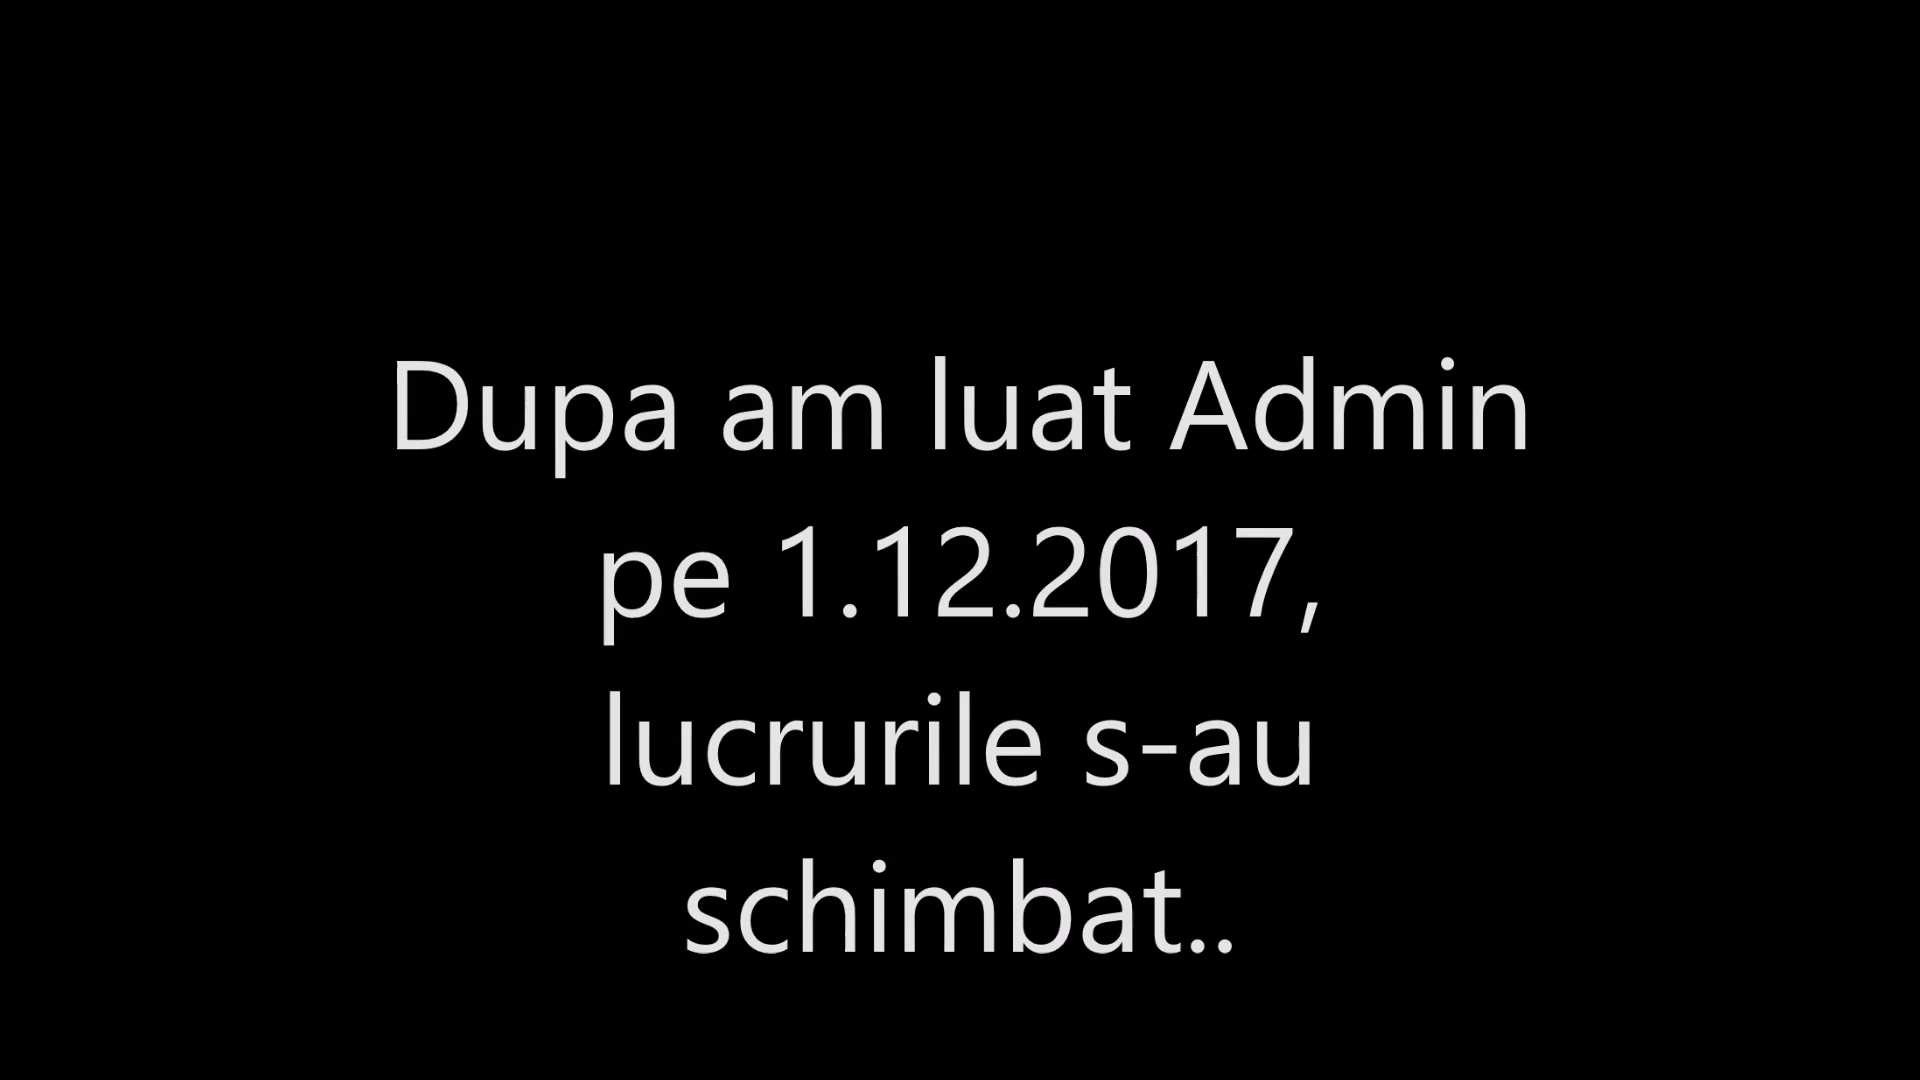 Dupa am luat Admin
pe 1.12.2017,
lucrurile s-au
schimbat..